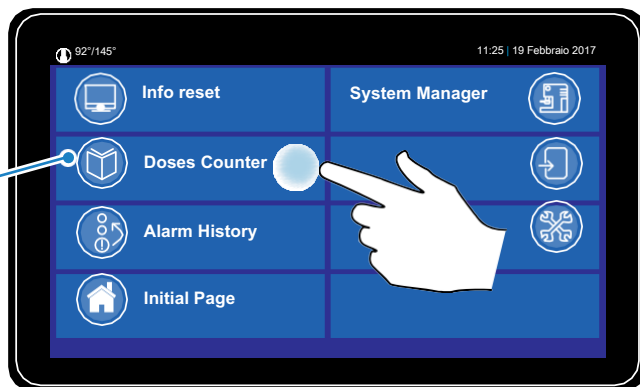 92°/145°
11:25 | 19 Febbraio 2017
Info reset
System Manager
Doses Counter
Alarm History
Initial Page